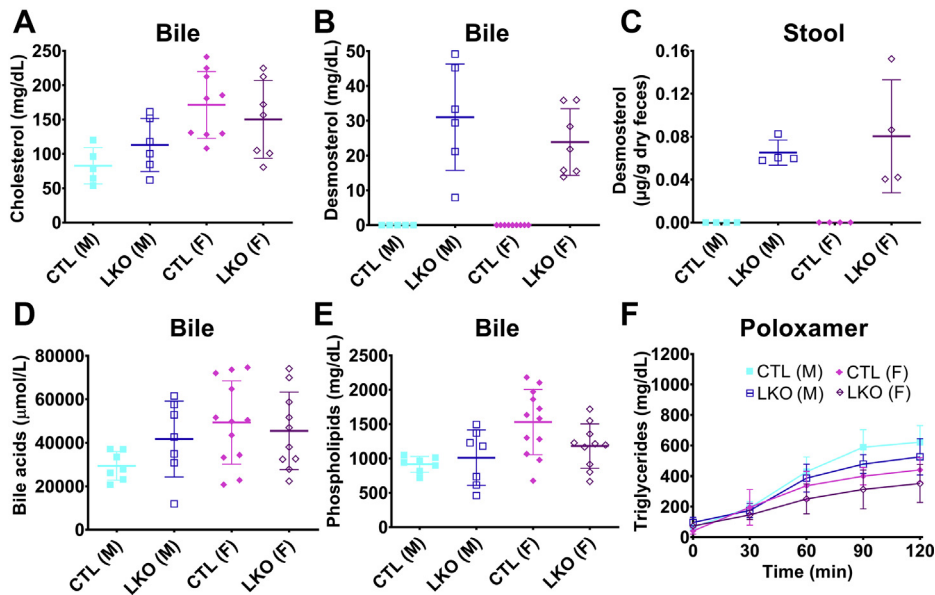 A
Bile
Cholesterol (mg/dL)
250
200
150
100
50
0
CTL (M)
LKO (M)
CTL (F)
LKO (F)
B
Bile
Desmosterol (mg/dL)
50
40
30
20
10
0
CTL (M)
LKO (M)
CTL (F)
LKO (F)
C
Stool
Desmosterol
(µg/g dry feces)
0.16
0.12
0.08
0.04
0.00
CTL (M)
LKO (M)
CTL (F)
LKO (F)
D
Bile
Bile acids (µmol/L)
80000
60000
40000
20000
0
CTL (M)
LKO (M)
CTL (F)
LKO (F)
E
Bile
Phospholipids (mg/dL)
2500
2000
1500
1000
500
0
CTL (M)
LKO (M)
CTL (F)
LKO (F)
F
Poloxamer
Triglycerides (mg/dL)
1200
1000
800
600
400
200
0
CTL (M)
CTL (F)
LKO (M)
LKO (F)
0
30
60
90
120
Time (min)